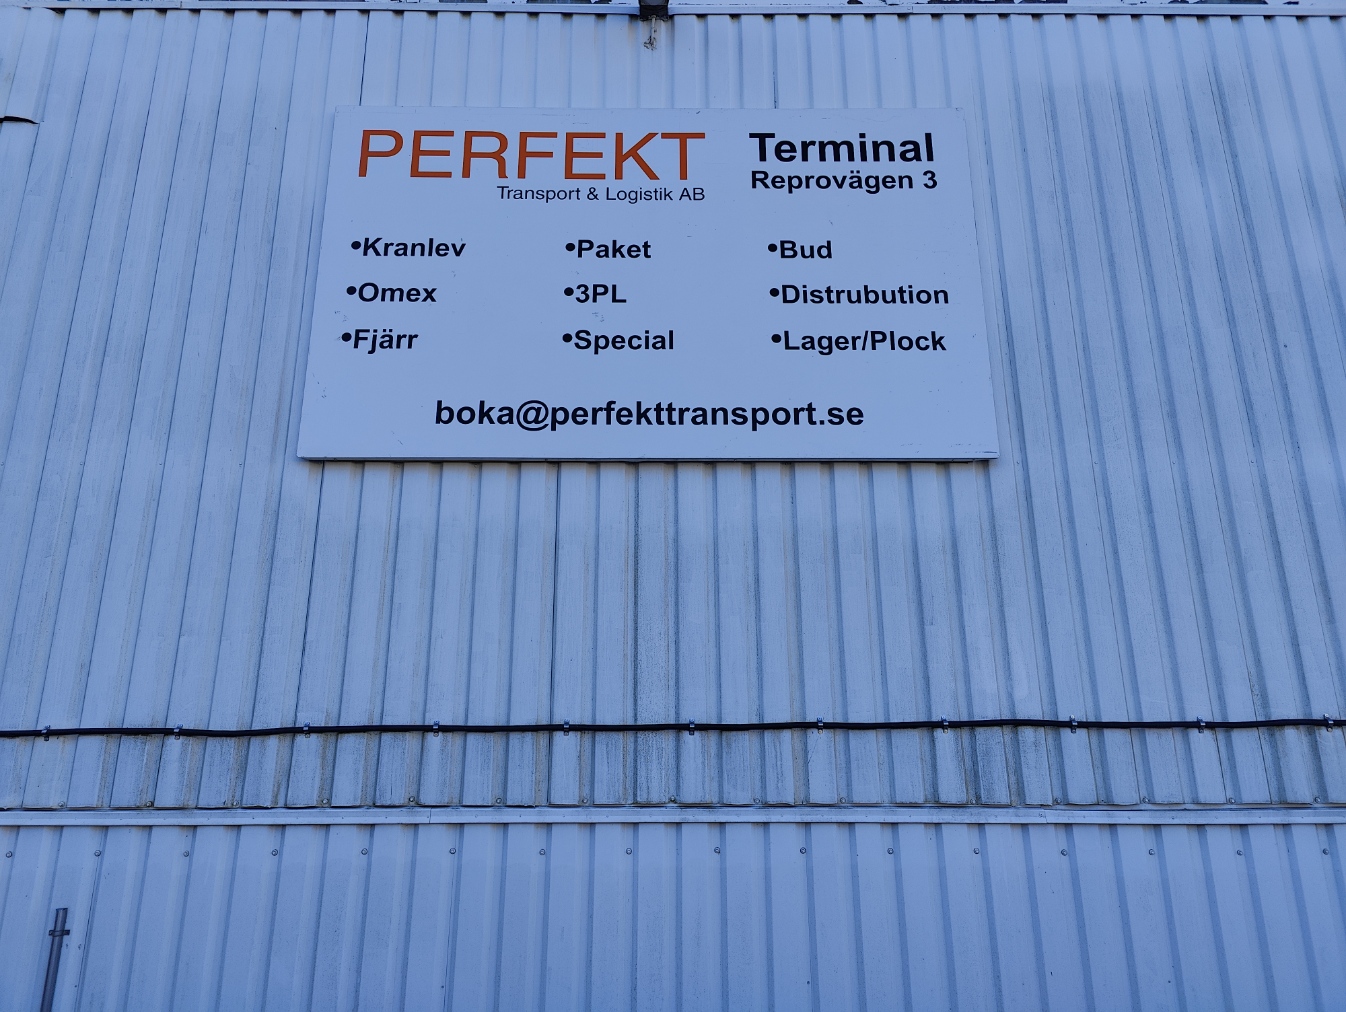 PERFEKT
Transport & Logistik AB
Terminal
Reprovägen 3
•Kranlev
•Omex
•Fjärr
•Paket
•3PL
•Special
•Bud
•Distrubution
•Lager/Plock
boka@perfekttransport.se